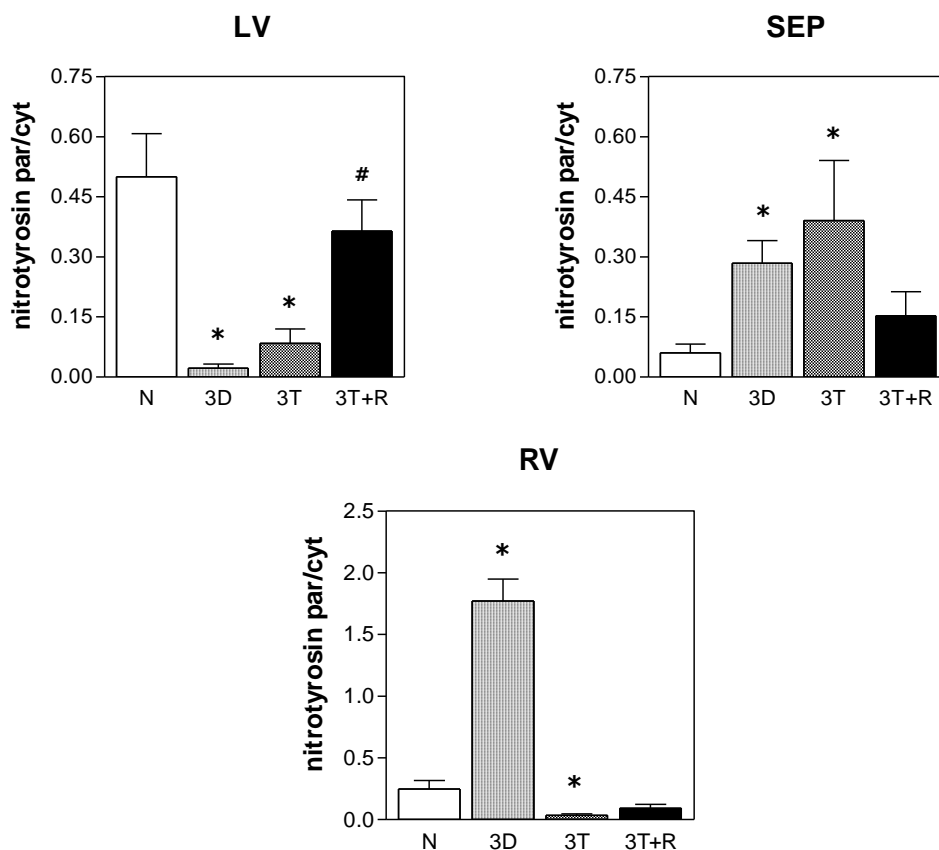 LV
nitrotyrosin par/cyt
0.75
0.60
0.45
0.30
0.15
0.00
*
*
#
N 3D 3T 3T+R
SEP
nitrotyrosin par/cyt
0.75
0.60
0.45
0.30
0.15
0.00
*
*
N 3D 3T 3T+R
RV
nitrotyrosin par/cyt
2.5
2.0
1.5
1.0
0.5
0.0
*
*
N 3D 3T 3T+R